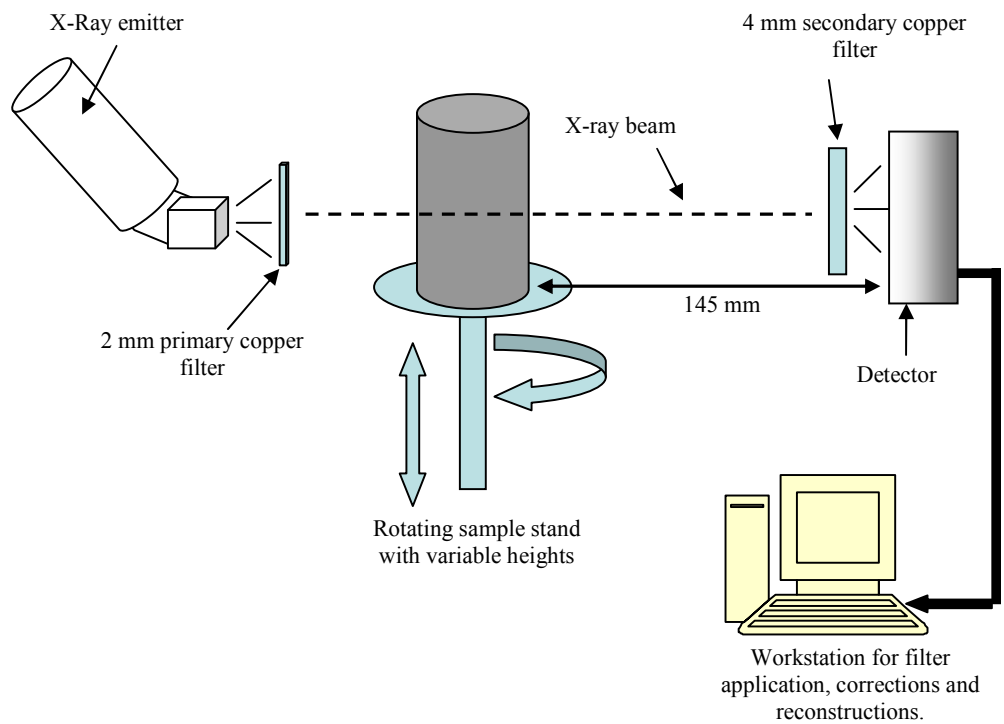 X-Ray emitter
4 mm secondary copper
filter
X-ray beam
145 mm
2 mm primary copper
filter
Detector
Rotating sample stand
with variable heights
Workstation for filter
application, corrections and
reconstructions.